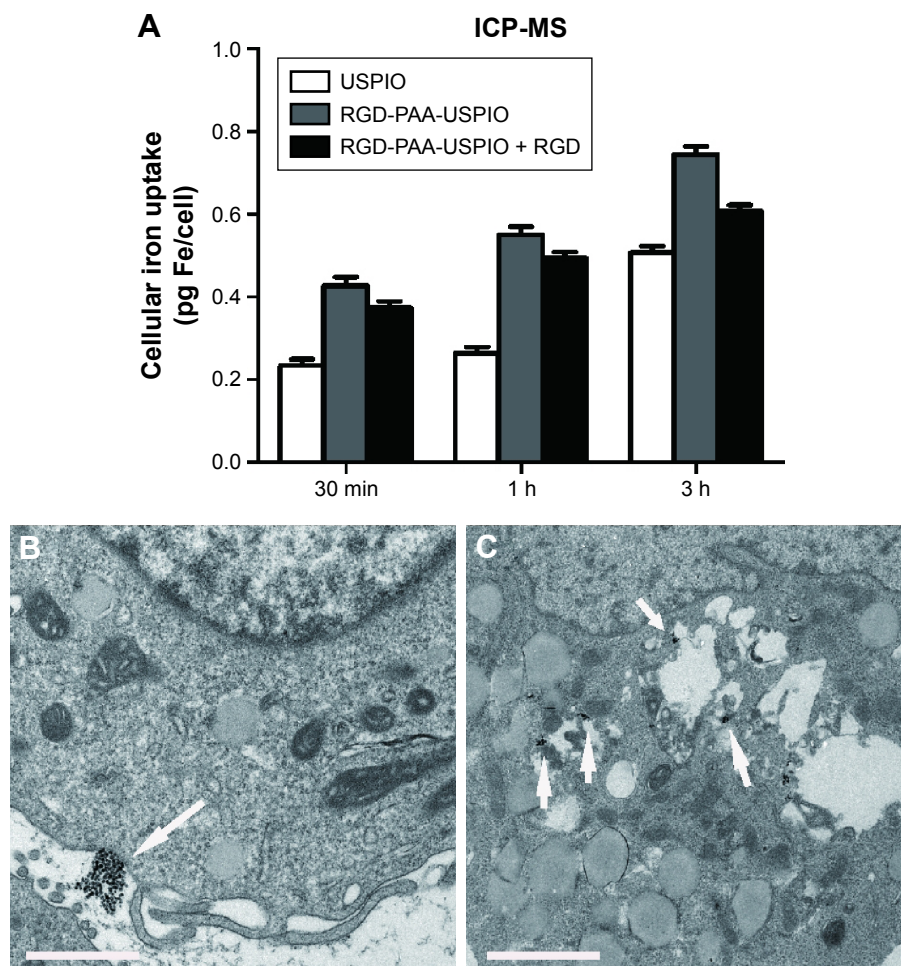 A
ICP-MS
Cellular iron uptake
(pg Fe/cell)
1.0
0.8
0.6
0.4
0.2
0.0
USPIO
RGD-PAA-USPIO
RGD-PAA-USPIO + RGD
30 min
1 h
3 h
B
C